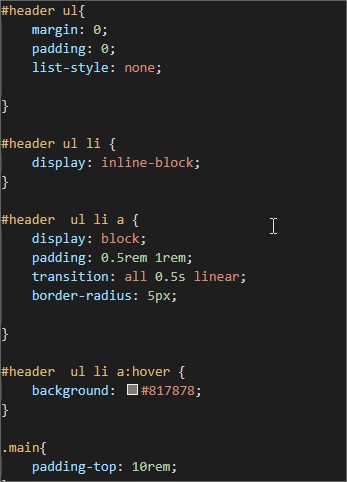 #header ul{
margin: 0;
padding: 0;
list-style: none;
}
#header ul li {
display: inline-block;
}
#header  ul li a {
display: block;
padding: 0.5rem 1rem;
transition: all 0.5s linear;
border-radius: 5px;
}
#header  ul li a:hover {
background: #817878;
}
.main{
padding-top: 10rem;